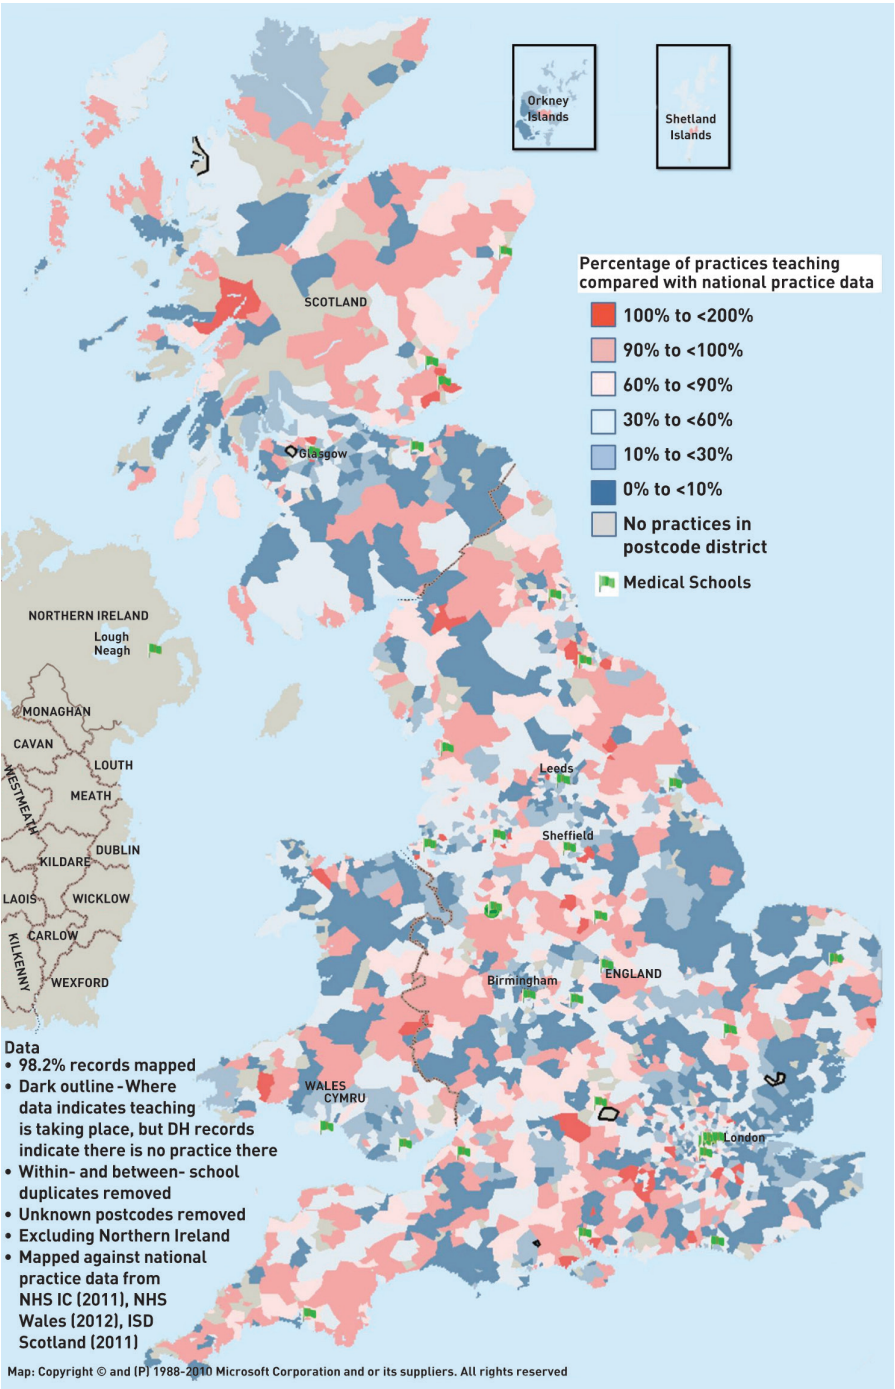 Orkney
Islands
Shetland
Islands
Percentage of practices teaching
compared with national practice data
100% to <200%
90% to <100%
60% to <90%
30% to <60%
10% to <30%
0% to <10%
No practices in
postcode district
Medical Schools
SCOTLAND
Glasgow
NORTHERN IRELAND
Lough
Neagh
MONAGHAN
CAVAN
LOUTH
WESTMEATH
MEATH
DUBLIN
KILDARE
LAOIS
WICKLOW
CARLOW
KILKENNY
WEXFORD
Leeds
Sheffield
Birmingham
ENGLAND
WALES
CYMRU
London
Data
• 98.2% records mapped
• Dark outline - Where
data indicates teaching
is taking place, but DH records
indicate there is no practice there
• Within- and between- school
duplicates removed
• Unknown postcodes removed
• Excluding Northern Ireland
• Mapped against national
practice data from
NHS IC (2011), NHS
Wales (2012), ISD
Scotland (2011)
Map: Copyright © and (P) 1988-2010 Microsoft Corporation and or its suppliers. All rights reserved